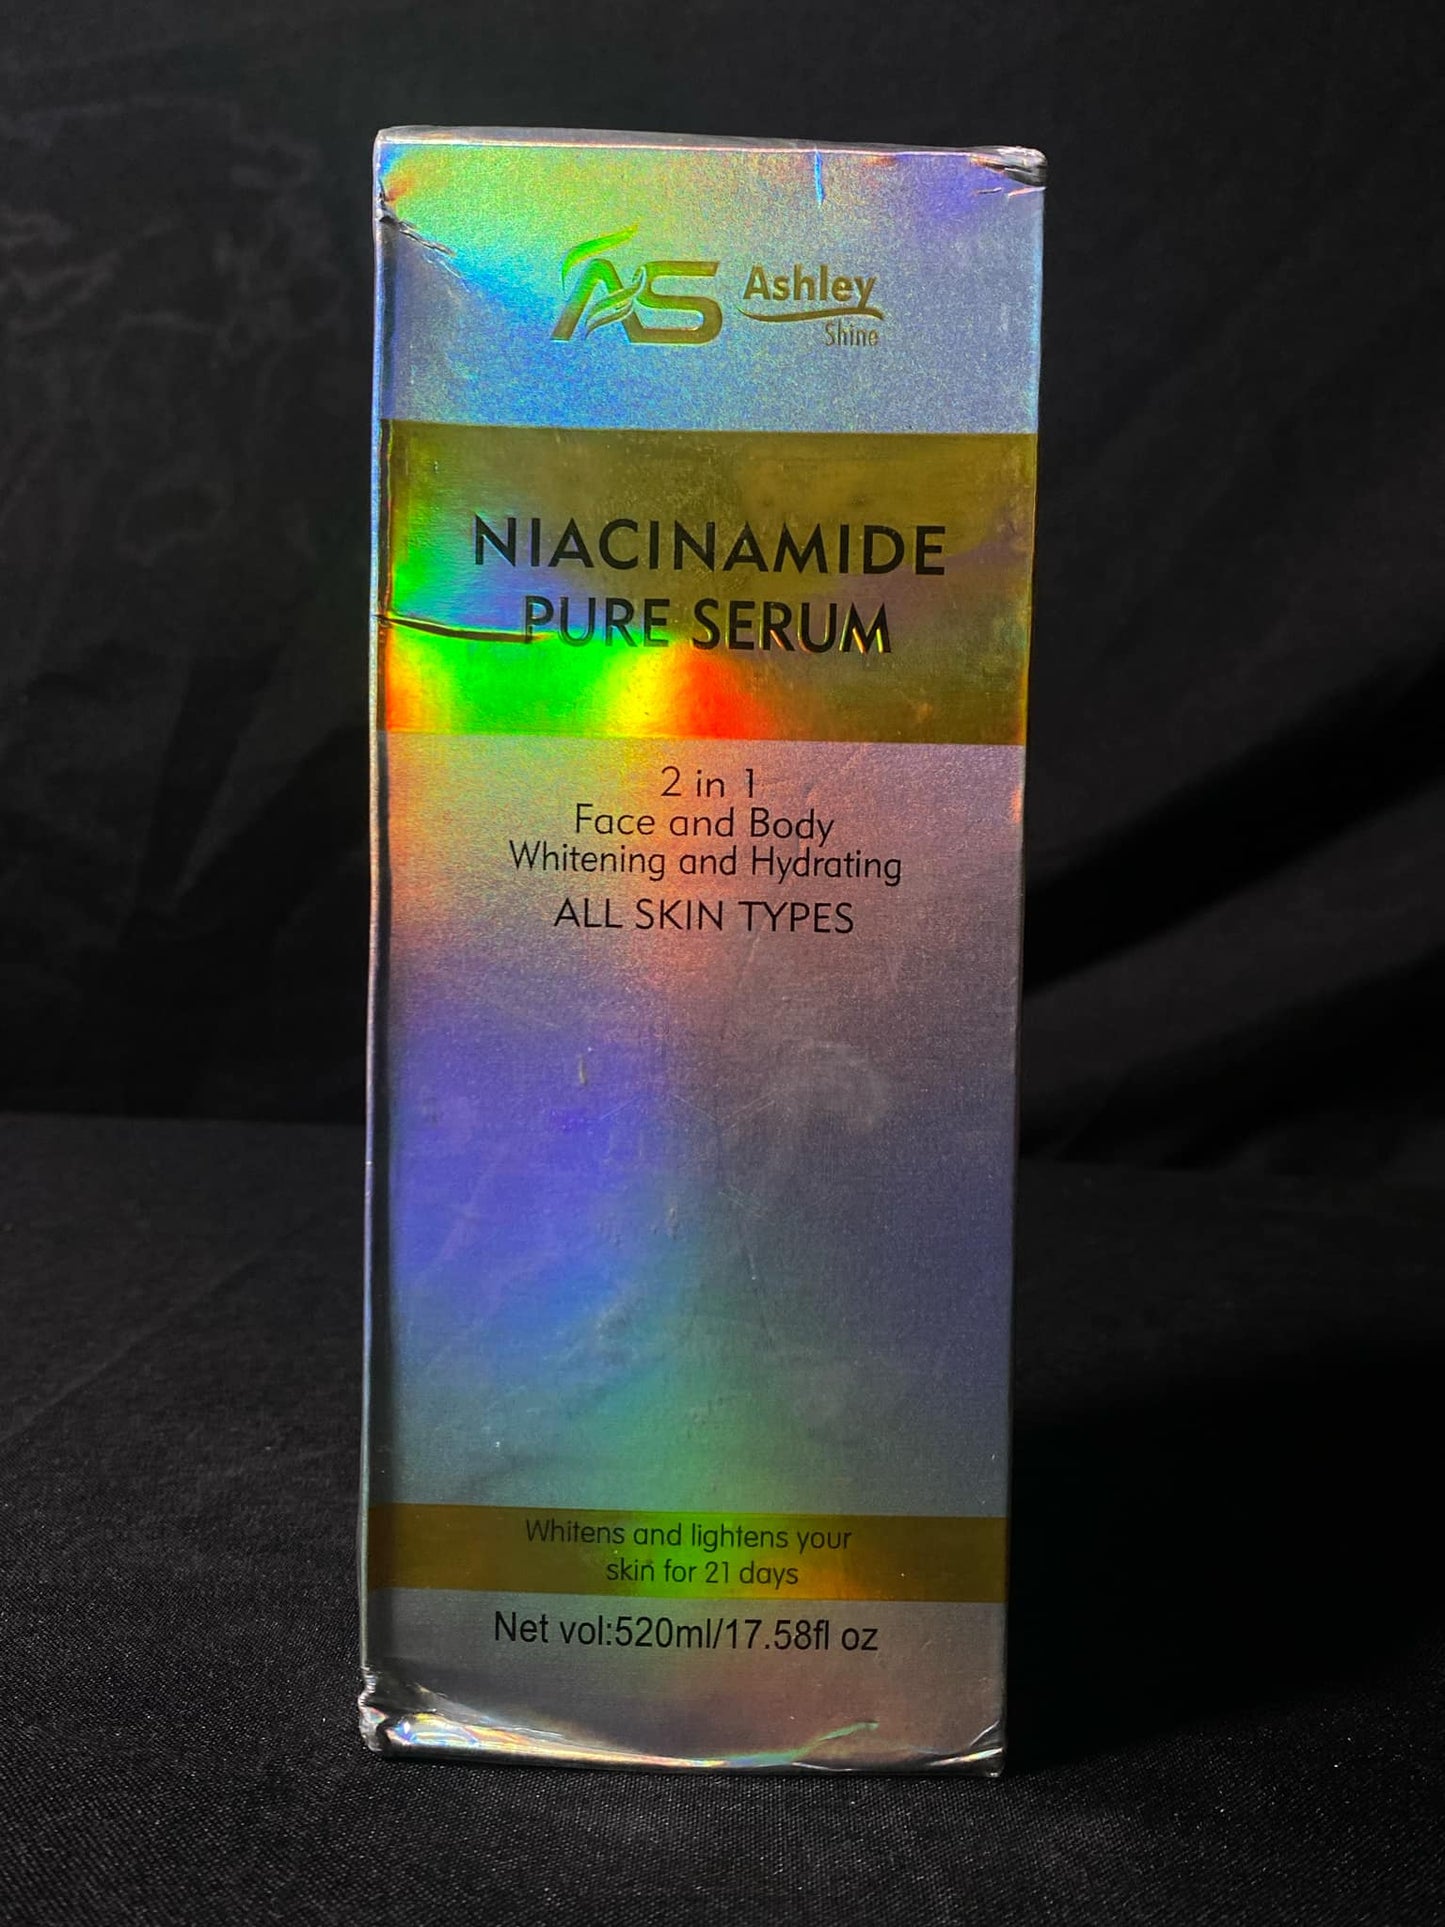 AS Ashley
Shine
NIACINAMIDE
PURE SERUM
2 in 1
Face and Body
Whitening and Hydrating
ALL SKIN TYPES
Whitens and lightens your
skin for 21 days
Net vol:520ml/17.58fl oz